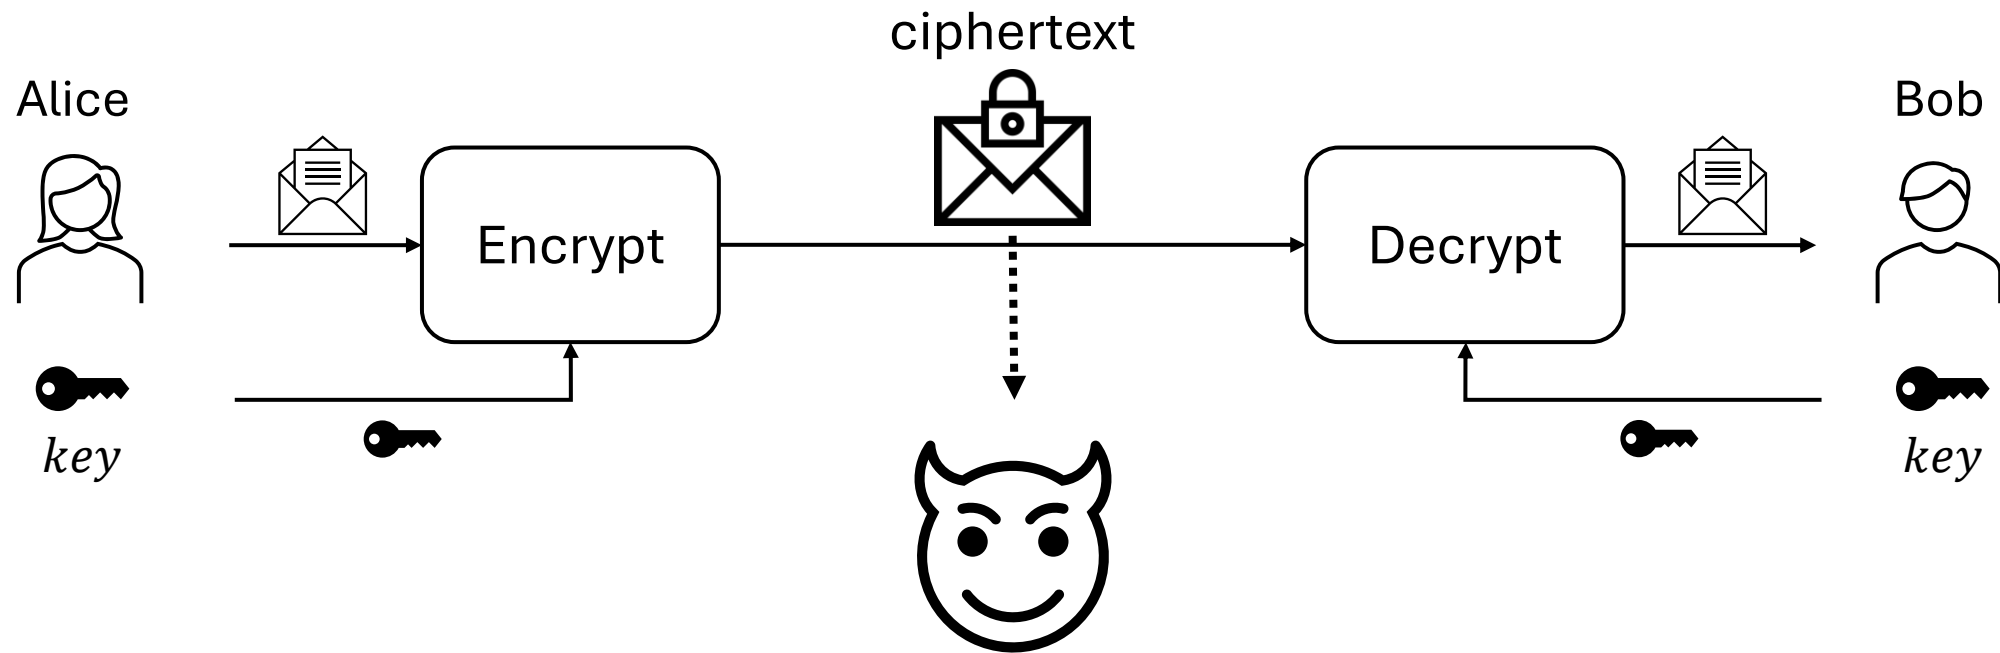 ciphertext
Alice
Bob
Encrypt
Decrypt
key
key